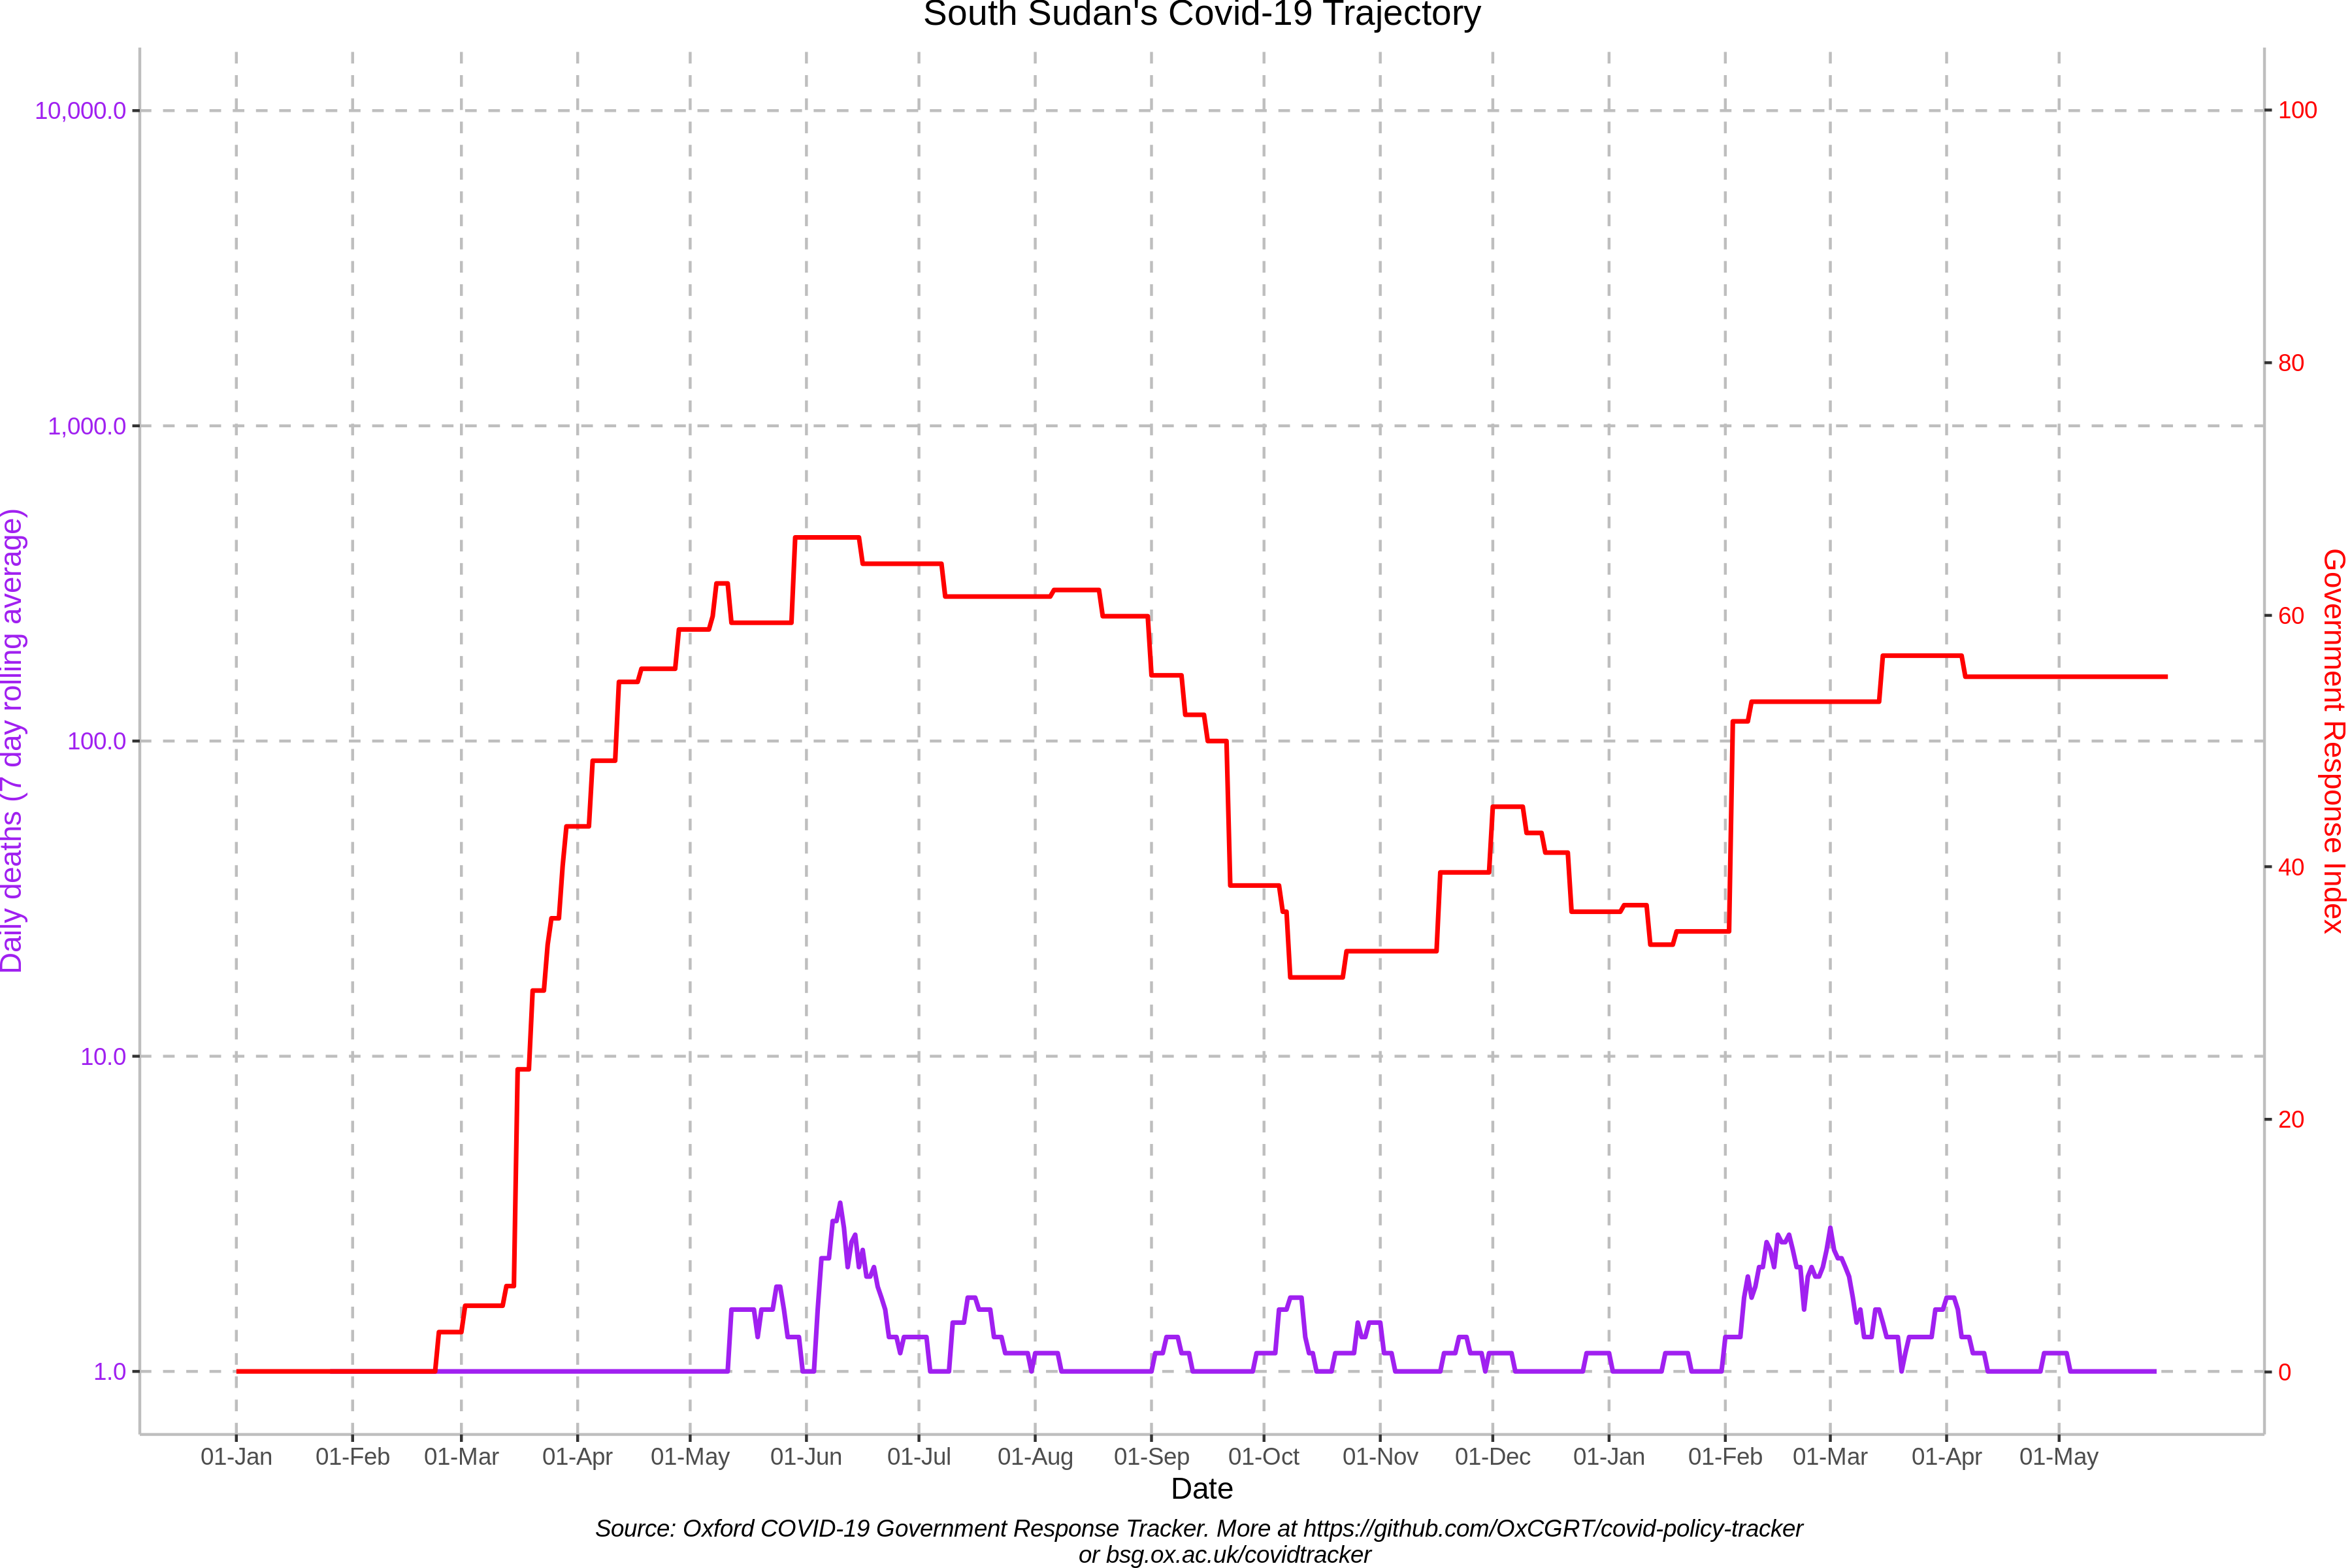 South Sudan's Covid-19 Trajectory
10,000.0
1,000.0
100.0
10.0
1.0
Daily deaths (7 day rolling average)
100
80
60
40
20
0
Government Response Index
01-Jan 01-Feb 01-Mar 01-Apr 01-May 01-Jun 01-Jul 01-Aug 01-Sep 01-Oct 01-Nov 01-Dec 01-Jan 01-Feb 01-Mar 01-Apr 01-May
Date
Source: Oxford COVID-19 Government Response Tracker. More at https://github.com/OxCGRT/covid-policy-tracker
or bsg.ox.ac.uk/covidtracker